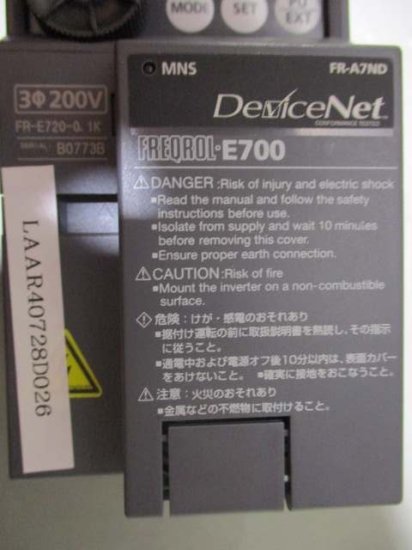 MODE
SET
PU
EXT
MNS
FR-A7ND
3Φ200V
DeviceNet
CONFORMANCE TESTED
FR-E720-0.1K
SERIAL: B0773B
FREQROL-E700
⚠DANGER :Risk of injury and electric shock
■Read the manual and follow the safety
instructions before use.
■Isolate from supply and wait 10 minutes
before removing this cover.
■Ensure proper earth connection.
⚠CAUTION :Risk of fire
■Mount the inverter on a non-combustible
surface.
危険：けが・感電のおそれあり
■据付け運転の前に取扱説明書を熟読し、その指示
に従うこと。
■通電中および電源オフ後10分以内は、表面カバー
をあけないこと。 ■確実に接地をおこなうこと。
⚠注意：火災のおそれあり
■金属などの不燃物に取付けること。
LAAR40728D026